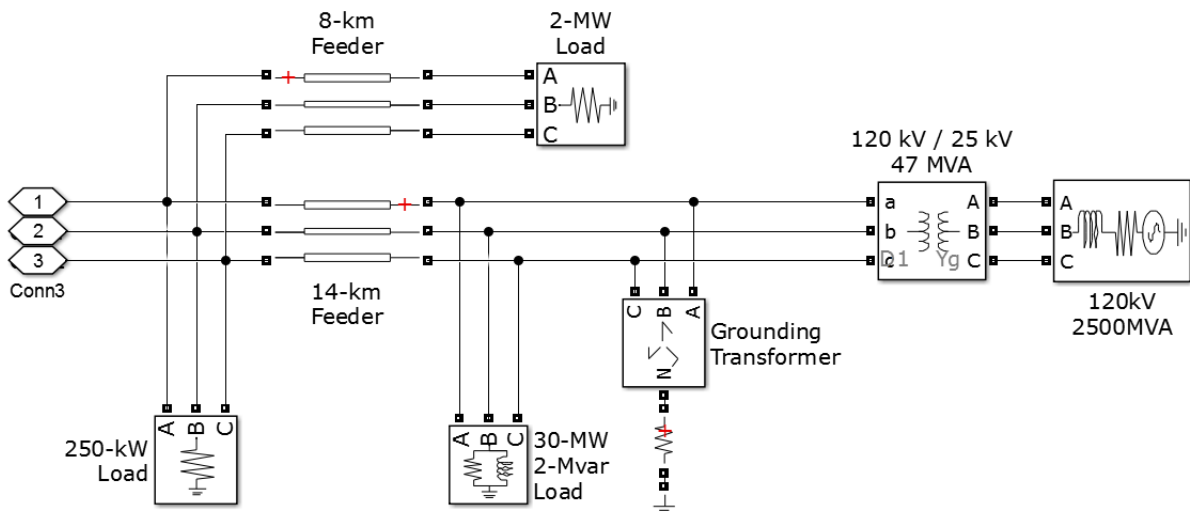 8-km
Feeder
2-MW
Load
A
B
C
120 kV / 25 kV
47 MVA
1
2
3
Conn3
a
b
c
D1
Yg
A
B
C
A
B
C
120kV
2500MVA
14-km
Feeder
C
B
A
N
Grounding
Transformer
A
B
C
250-kW
Load
A
B
C
30-MW
2-Mvar
Load